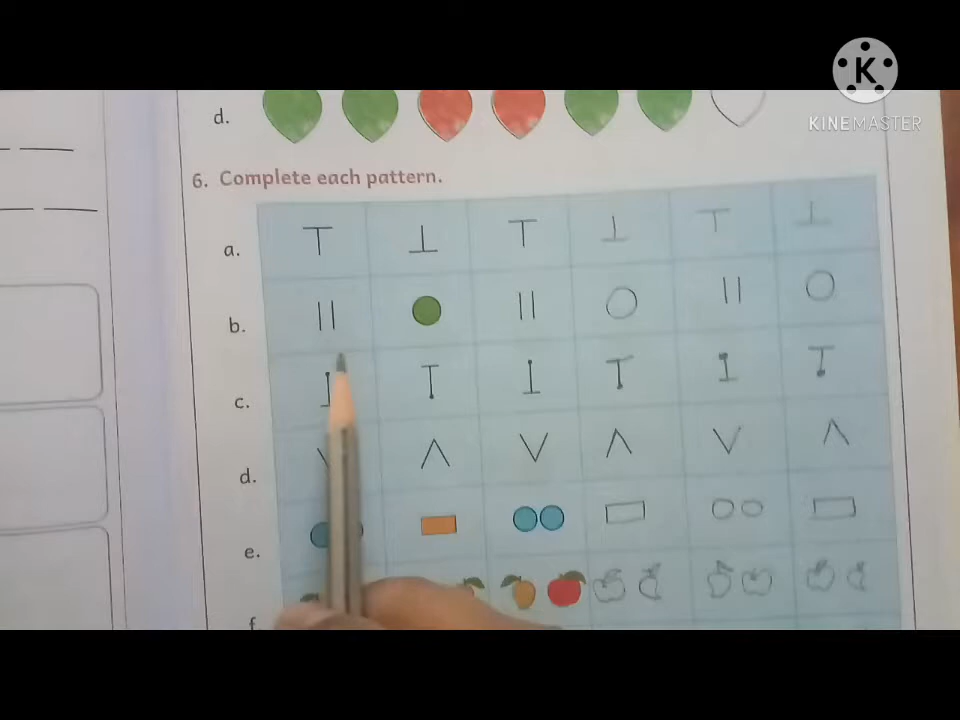 K
KINEMASTER
d.
6. Complete each pattern.
a.
b.
c.
d.
e.
f.